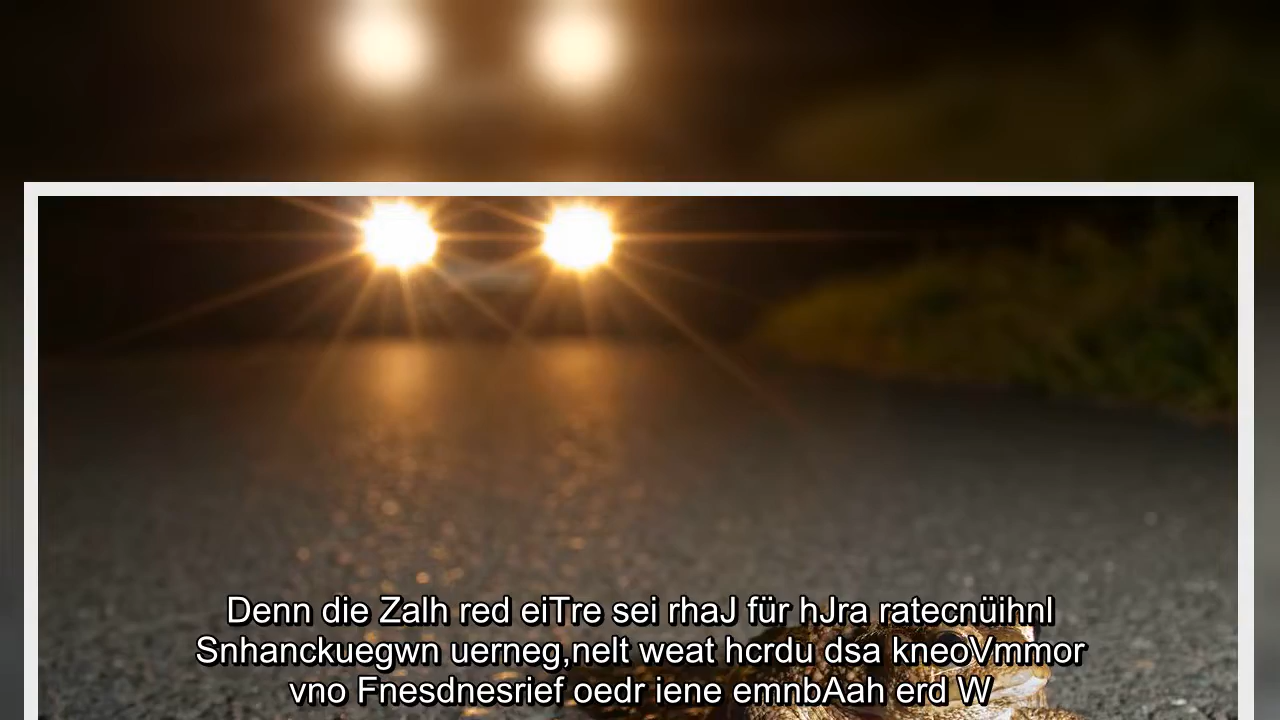 Denn die Zalh red eiTre sei rhaJ für hJra ratecnüihnl
Snhanckuegwn uerneg,nelt weat hcrdu dsa kneoVmmor
vno Fnesdnesrief oedr iene emnbAah erd W